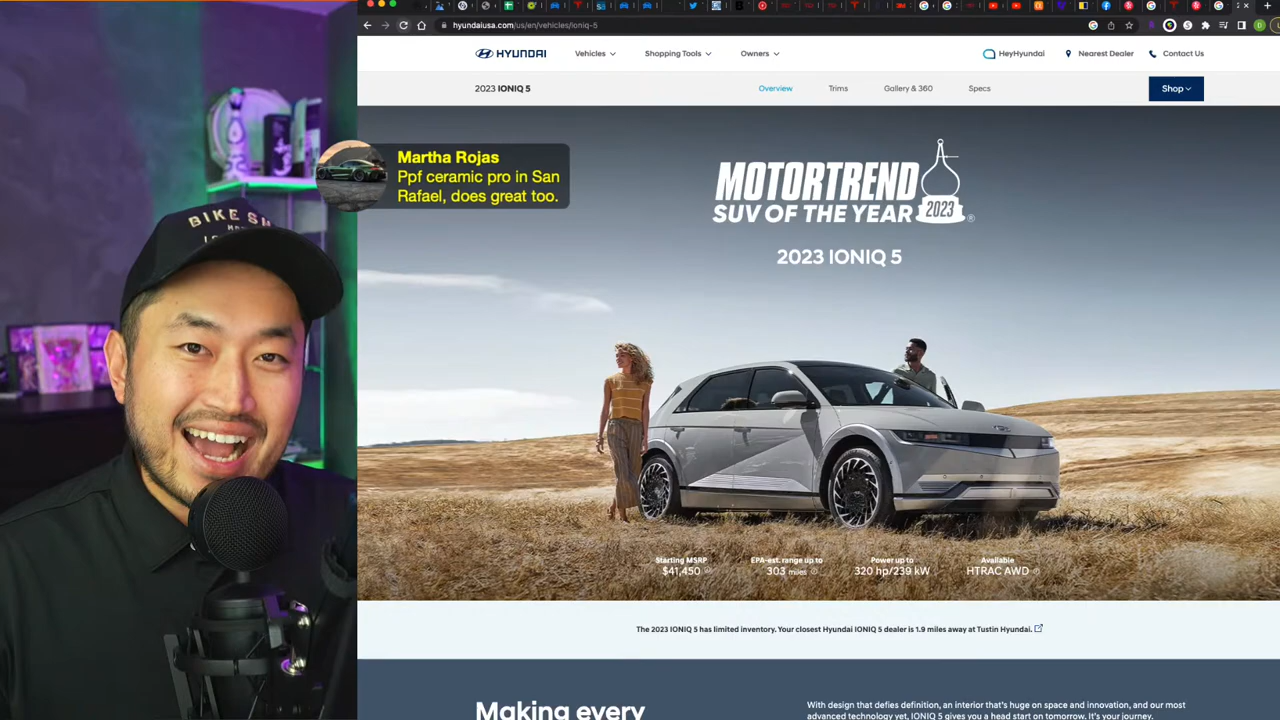 hyundaiusa.com/us/en/vehicles/ioniq-5
HYUNDAI
Vehicles
Shopping Tools
Owners
HeyHyundai
Nearest Dealer
Contact Us
2023 IONIQ 5
Overview
Trims
Gallery & 360
Specs
Shop
Martha Rojas
Ppf ceramic pro in San
Rafael, does great too.
BIKE SH
MOTORTREND
SUV OF THE YEAR
2023
®
2023 IONIQ 5
Starting MSRP
$41,450
EPA-est. range up to
303 miles
Power up to
320 hp/239 kW
Available
HTRAC AWD
The 2023 IONIQ 5 has limited inventory. Your closest Hyundai IONIQ 5 dealer is 1.9 miles away at Tustin Hyundai.
Making every
With design that defies definition, an interior that's huge on space and innovation, and our most
advanced technology yet, IONIQ 5 gives you a head start on tomorrow. It's your journey.